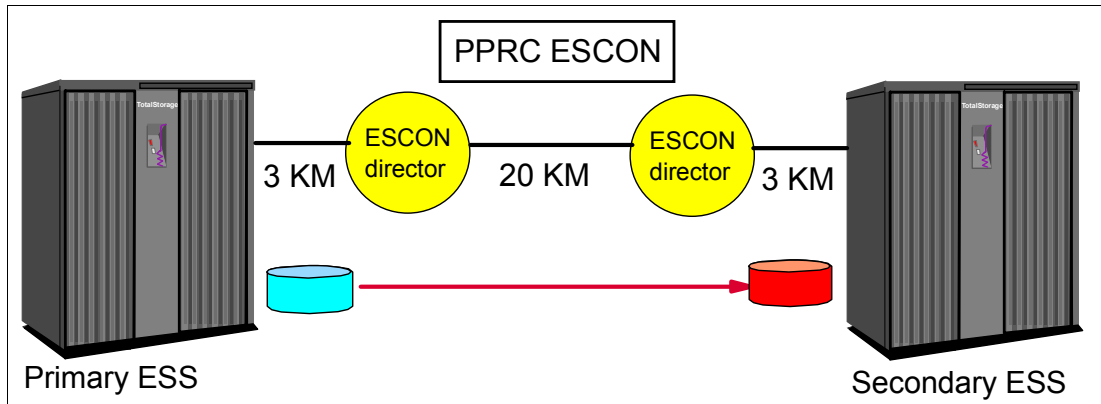 PPRC ESCON
TotalStorage
TotalStorage
ESCON
director
ESCON
director
3 KM
20 KM
3 KM
Primary ESS
Secondary ESS